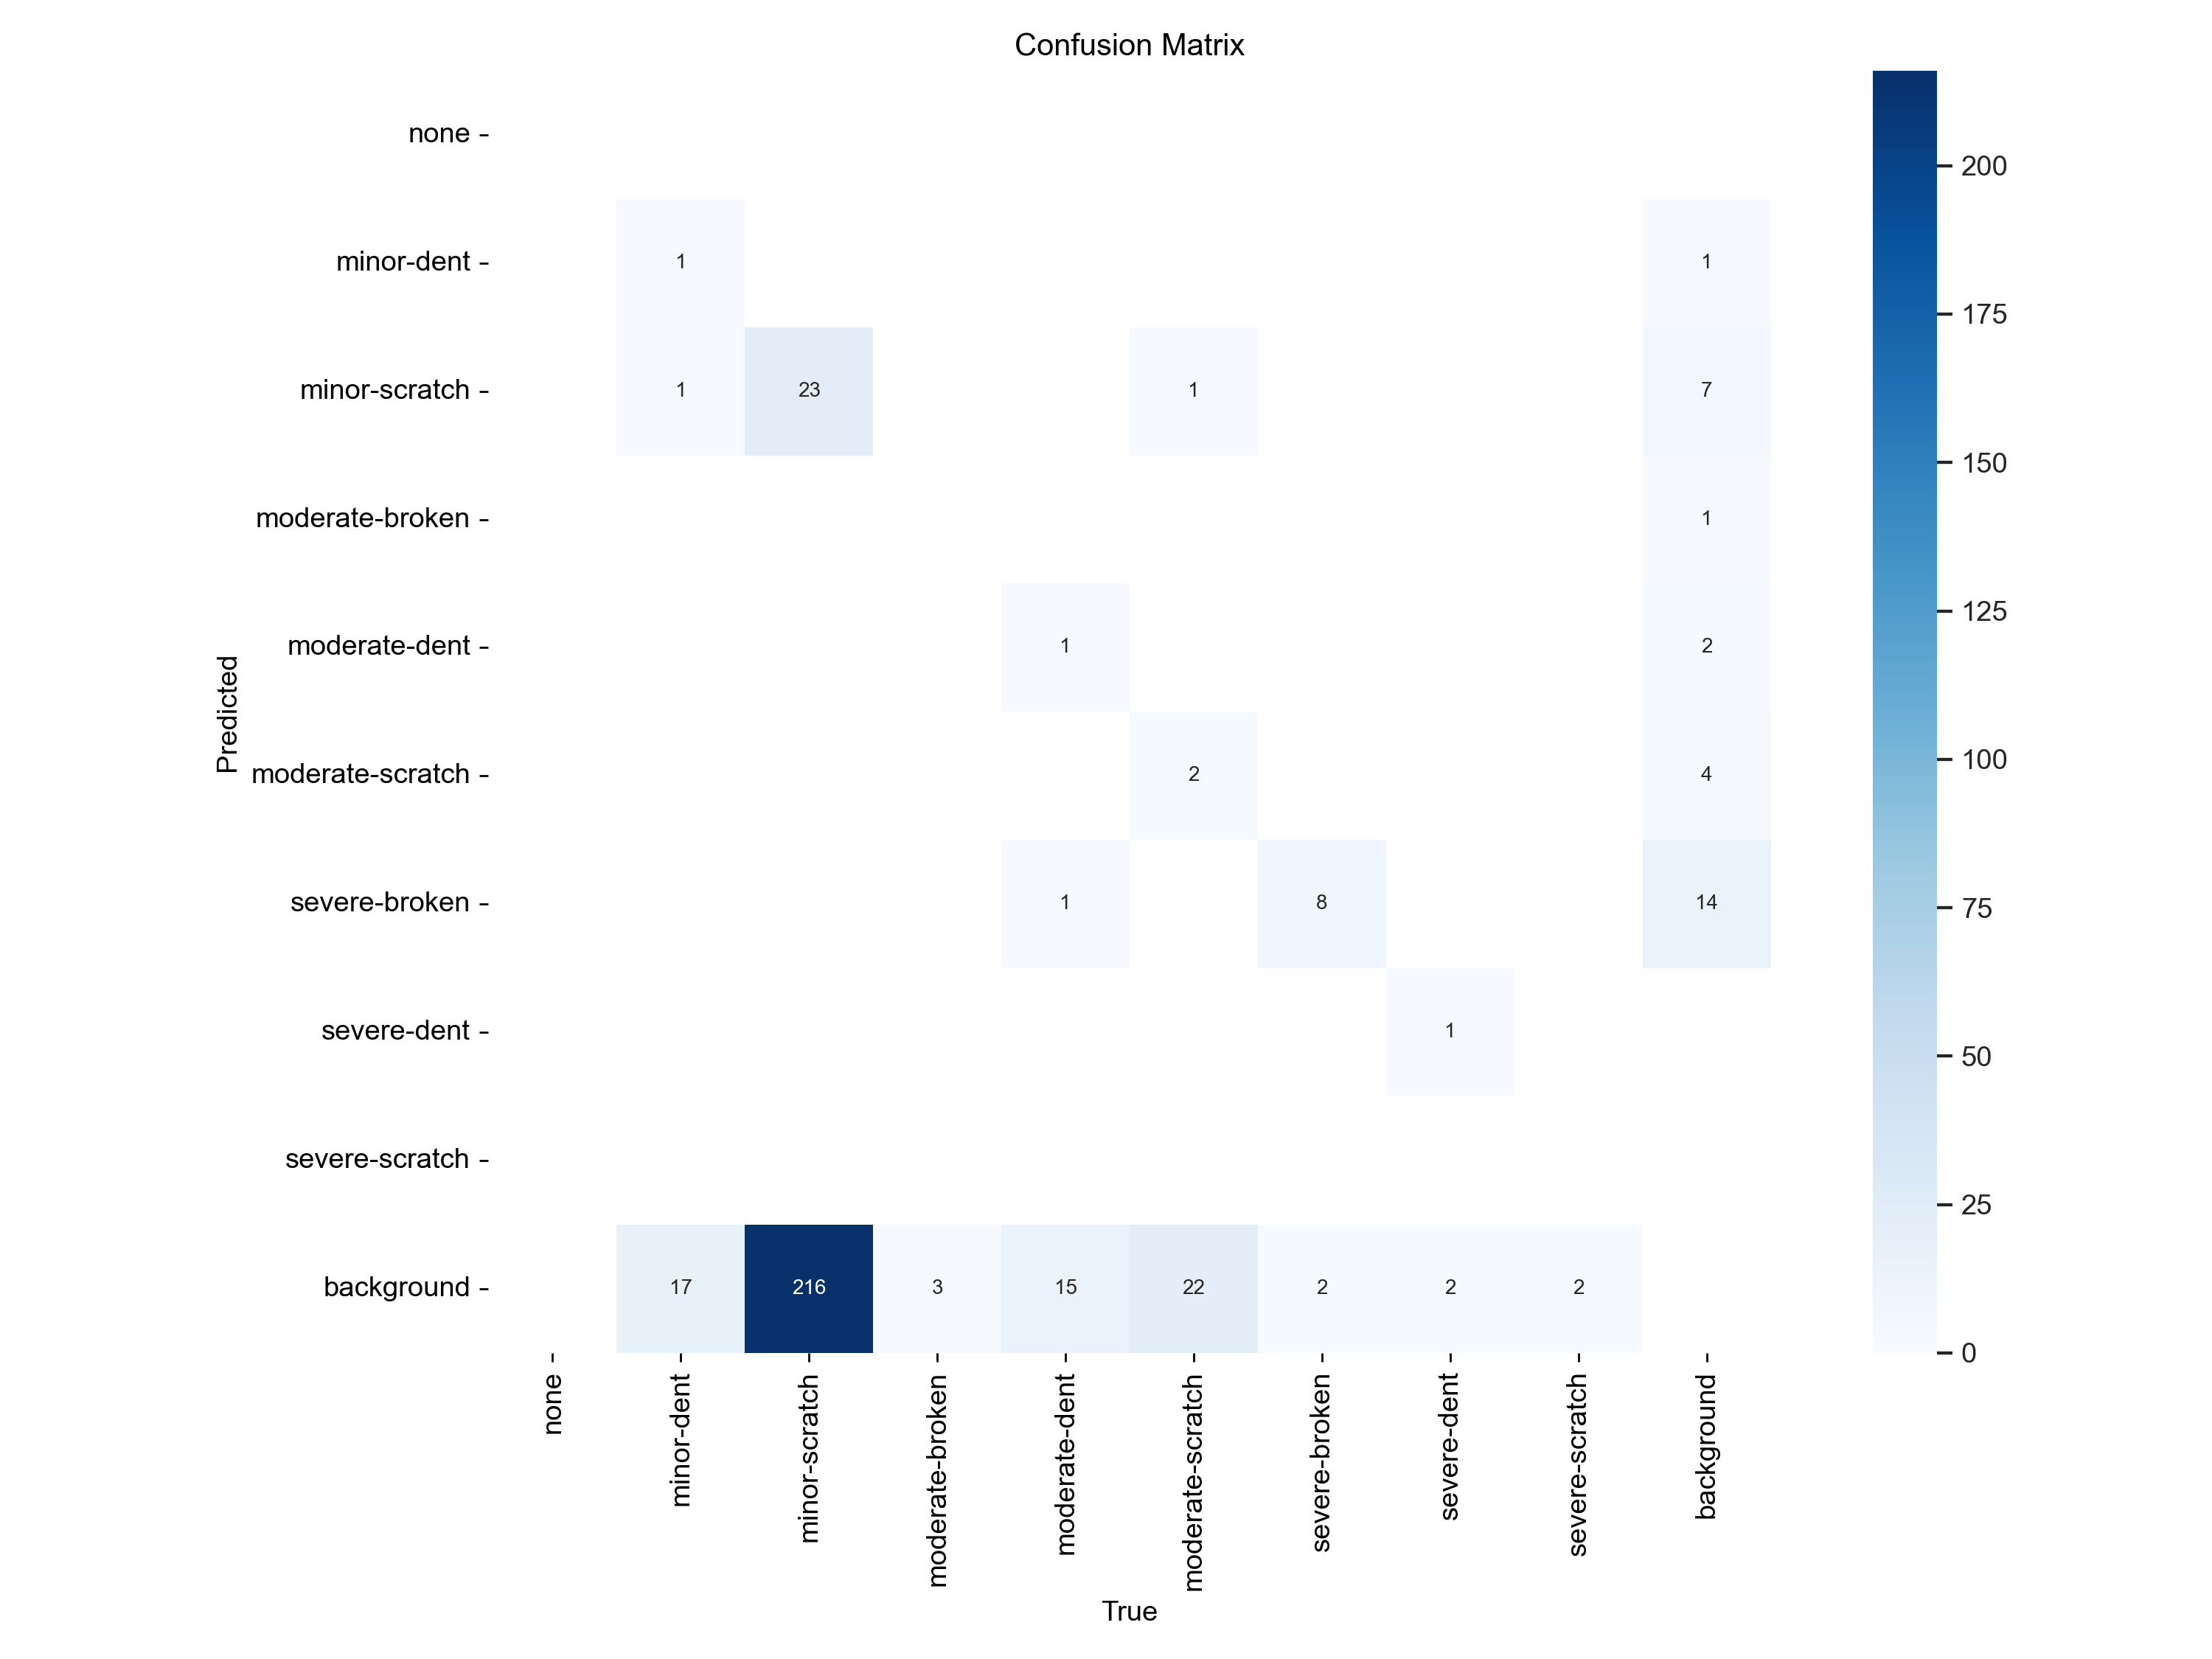 Confusion Matrix
none
minor-dent 1 1
minor-scratch 1 23 1 7
moderate-broken 1
moderate-dent 1 2
moderate-scratch 2 4
severe-broken 1 8 14
severe-dent 1
severe-scratch
background 17 216 3 15 22 2 2 2
Predicted
none
minor-dent
minor-scratch
moderate-broken
moderate-dent
moderate-scratch
severe-broken
severe-dent
severe-scratch
background
True
200
175
150
125
100
75
50
25
0